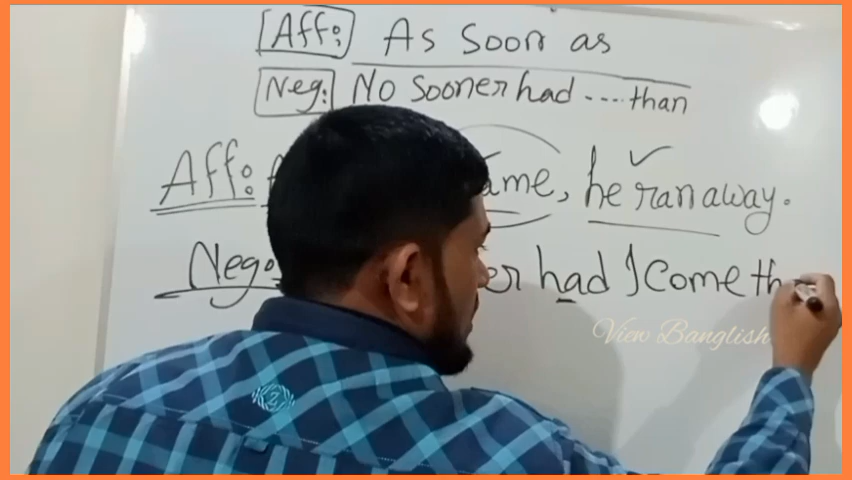 Aff: As soon as
Neg: No sooner had ....than
Aff: ame, he ran away.
Neg: er had I come th
View Banglish